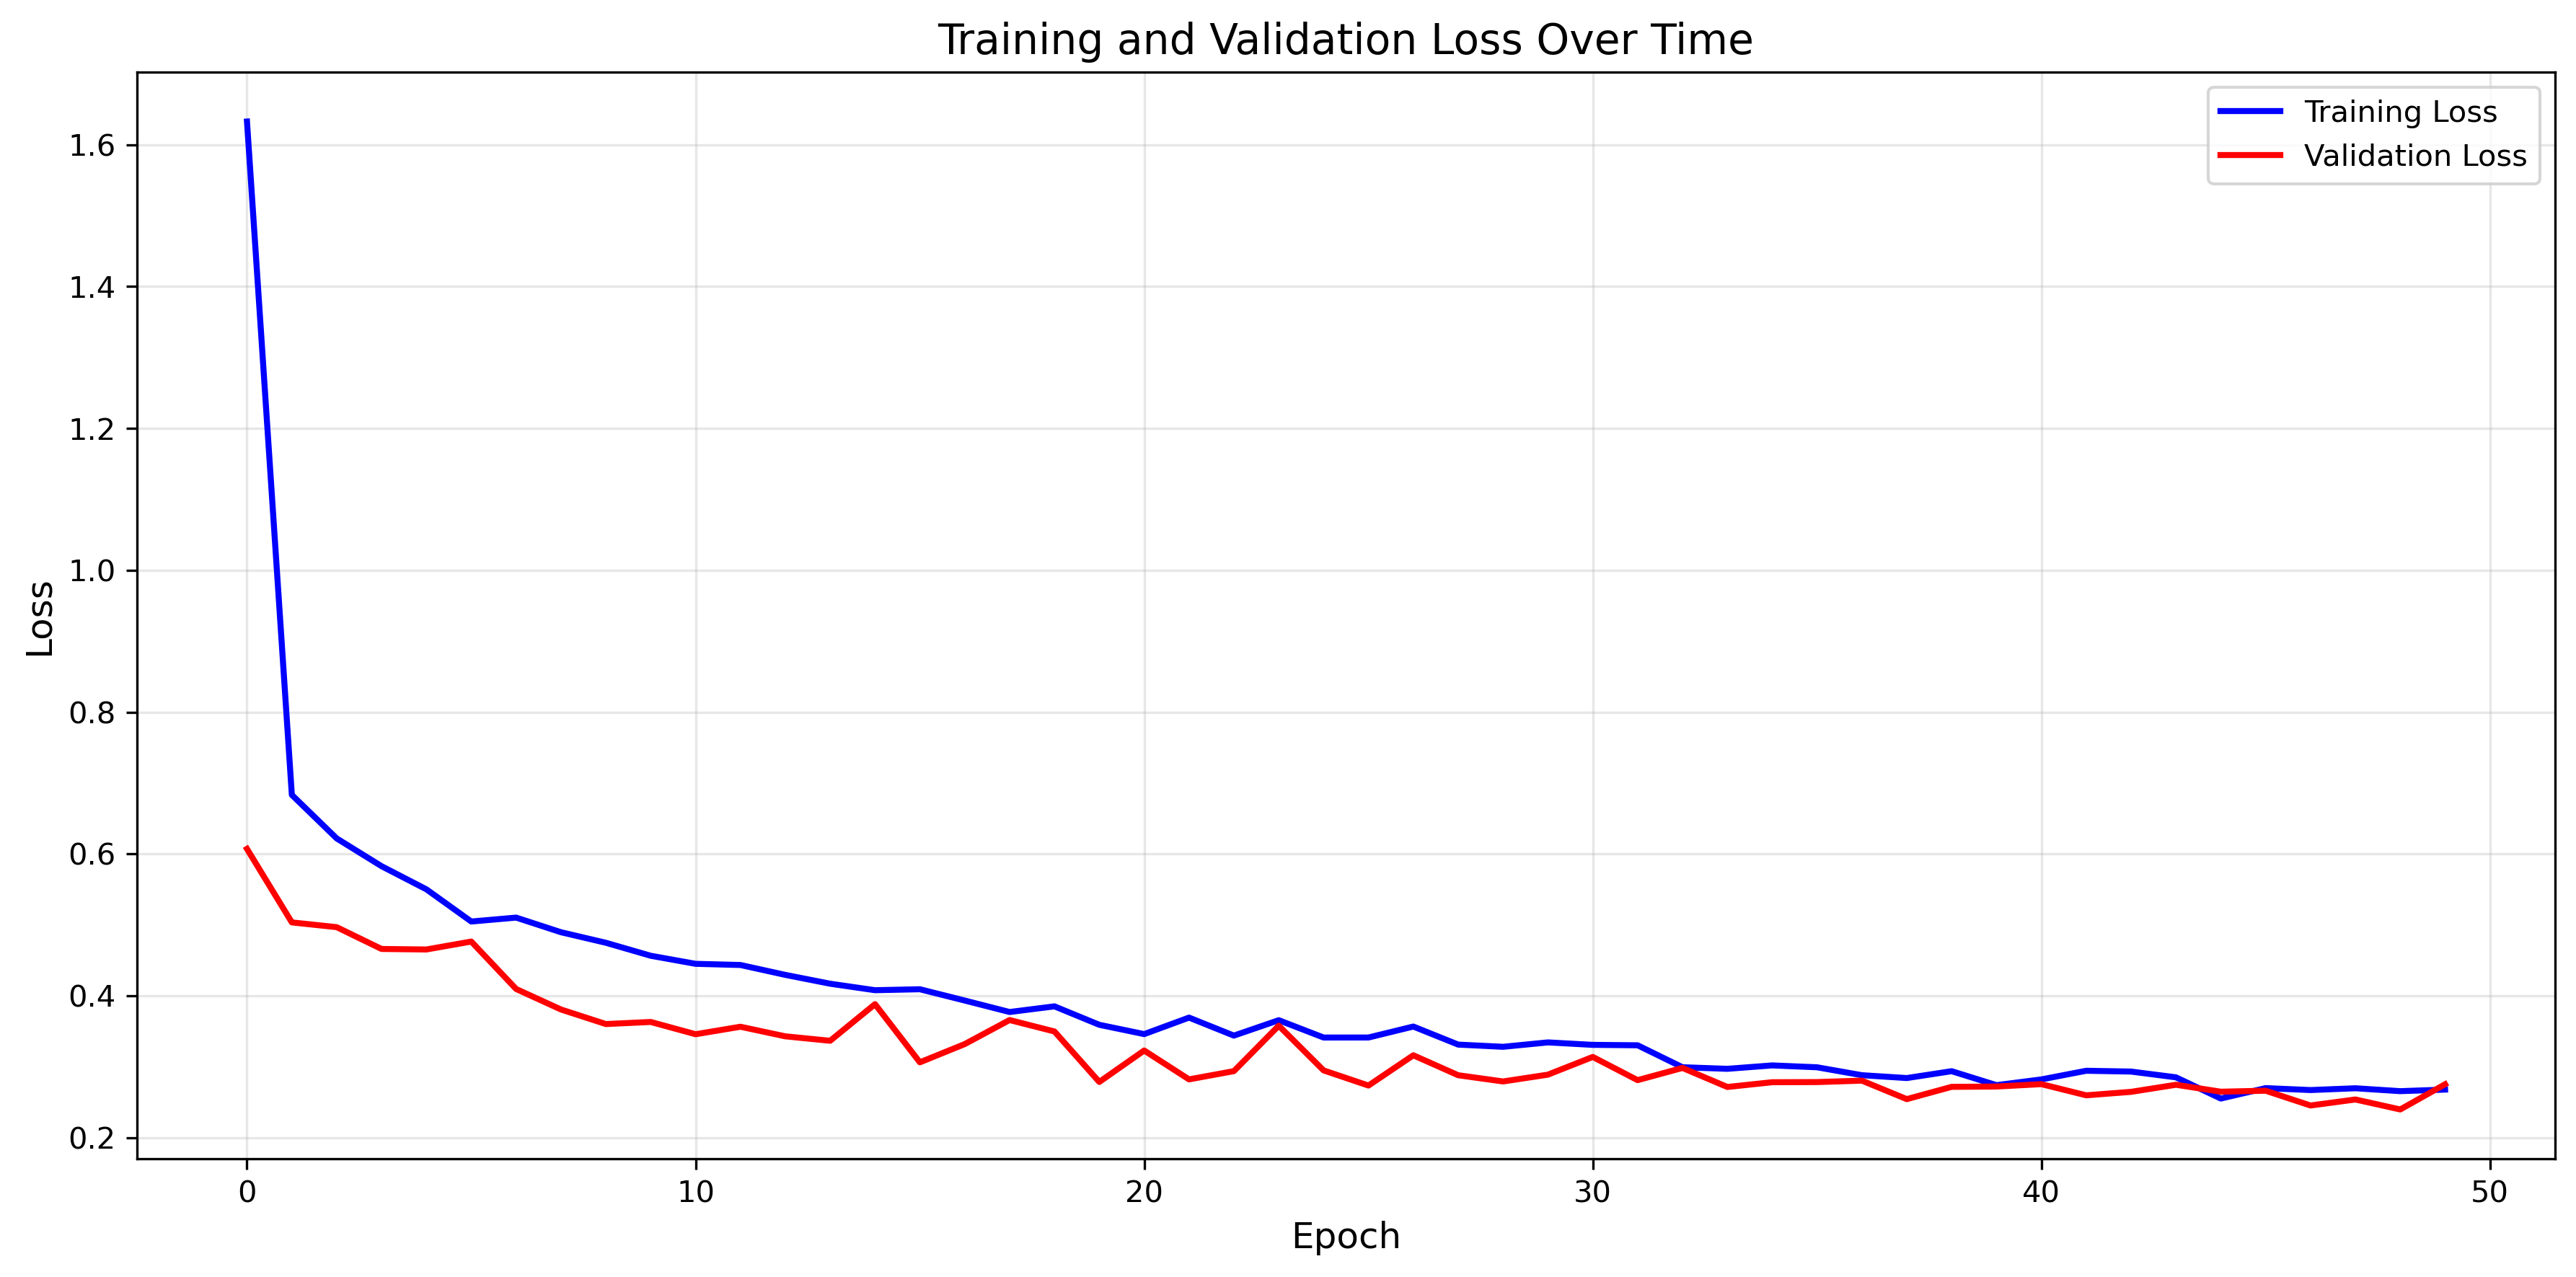 Training and Validation Loss Over Time
Training Loss
Validation Loss
1.6
1.4
1.2
1.0
0.8
0.6
0.4
0.2
Loss
0 10 20 30 40 50
Epoch